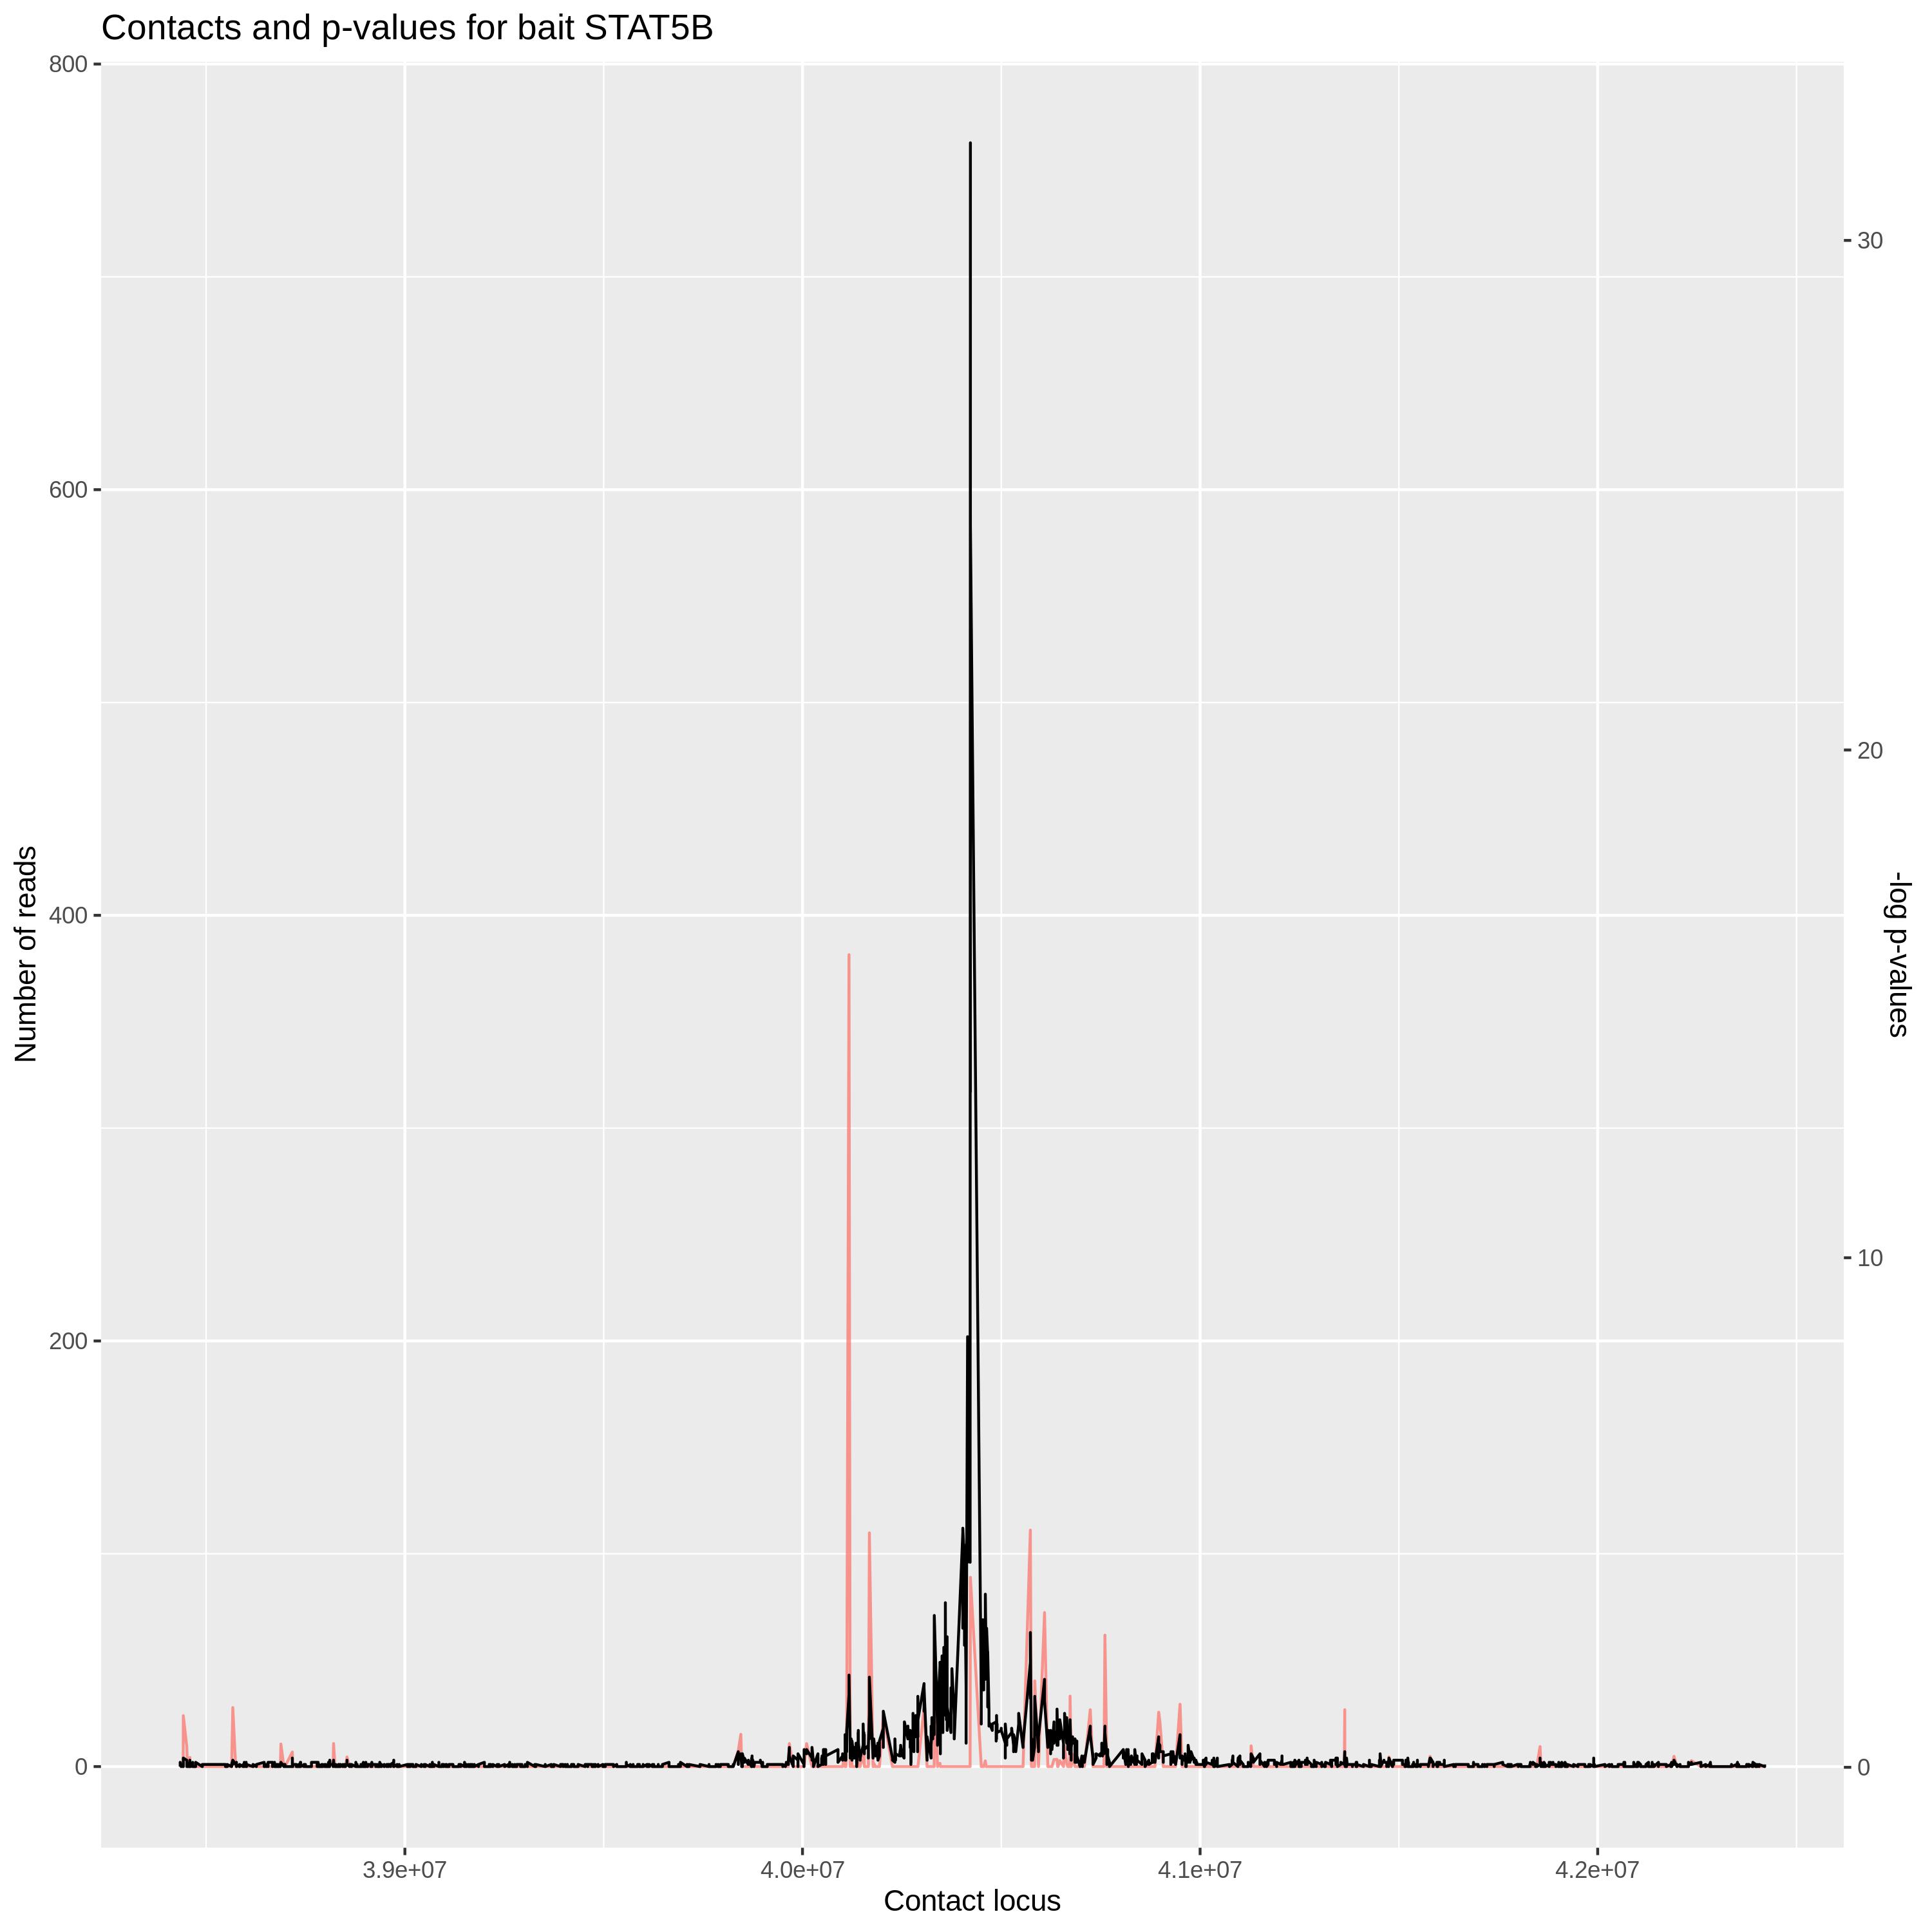 Contacts and p-values for bait STAT5B
800
600
400
200
0
Number of reads
30
20
10
0
-log p-values
3.9e+07 4.0e+07 4.1e+07 4.2e+07
Contact locus